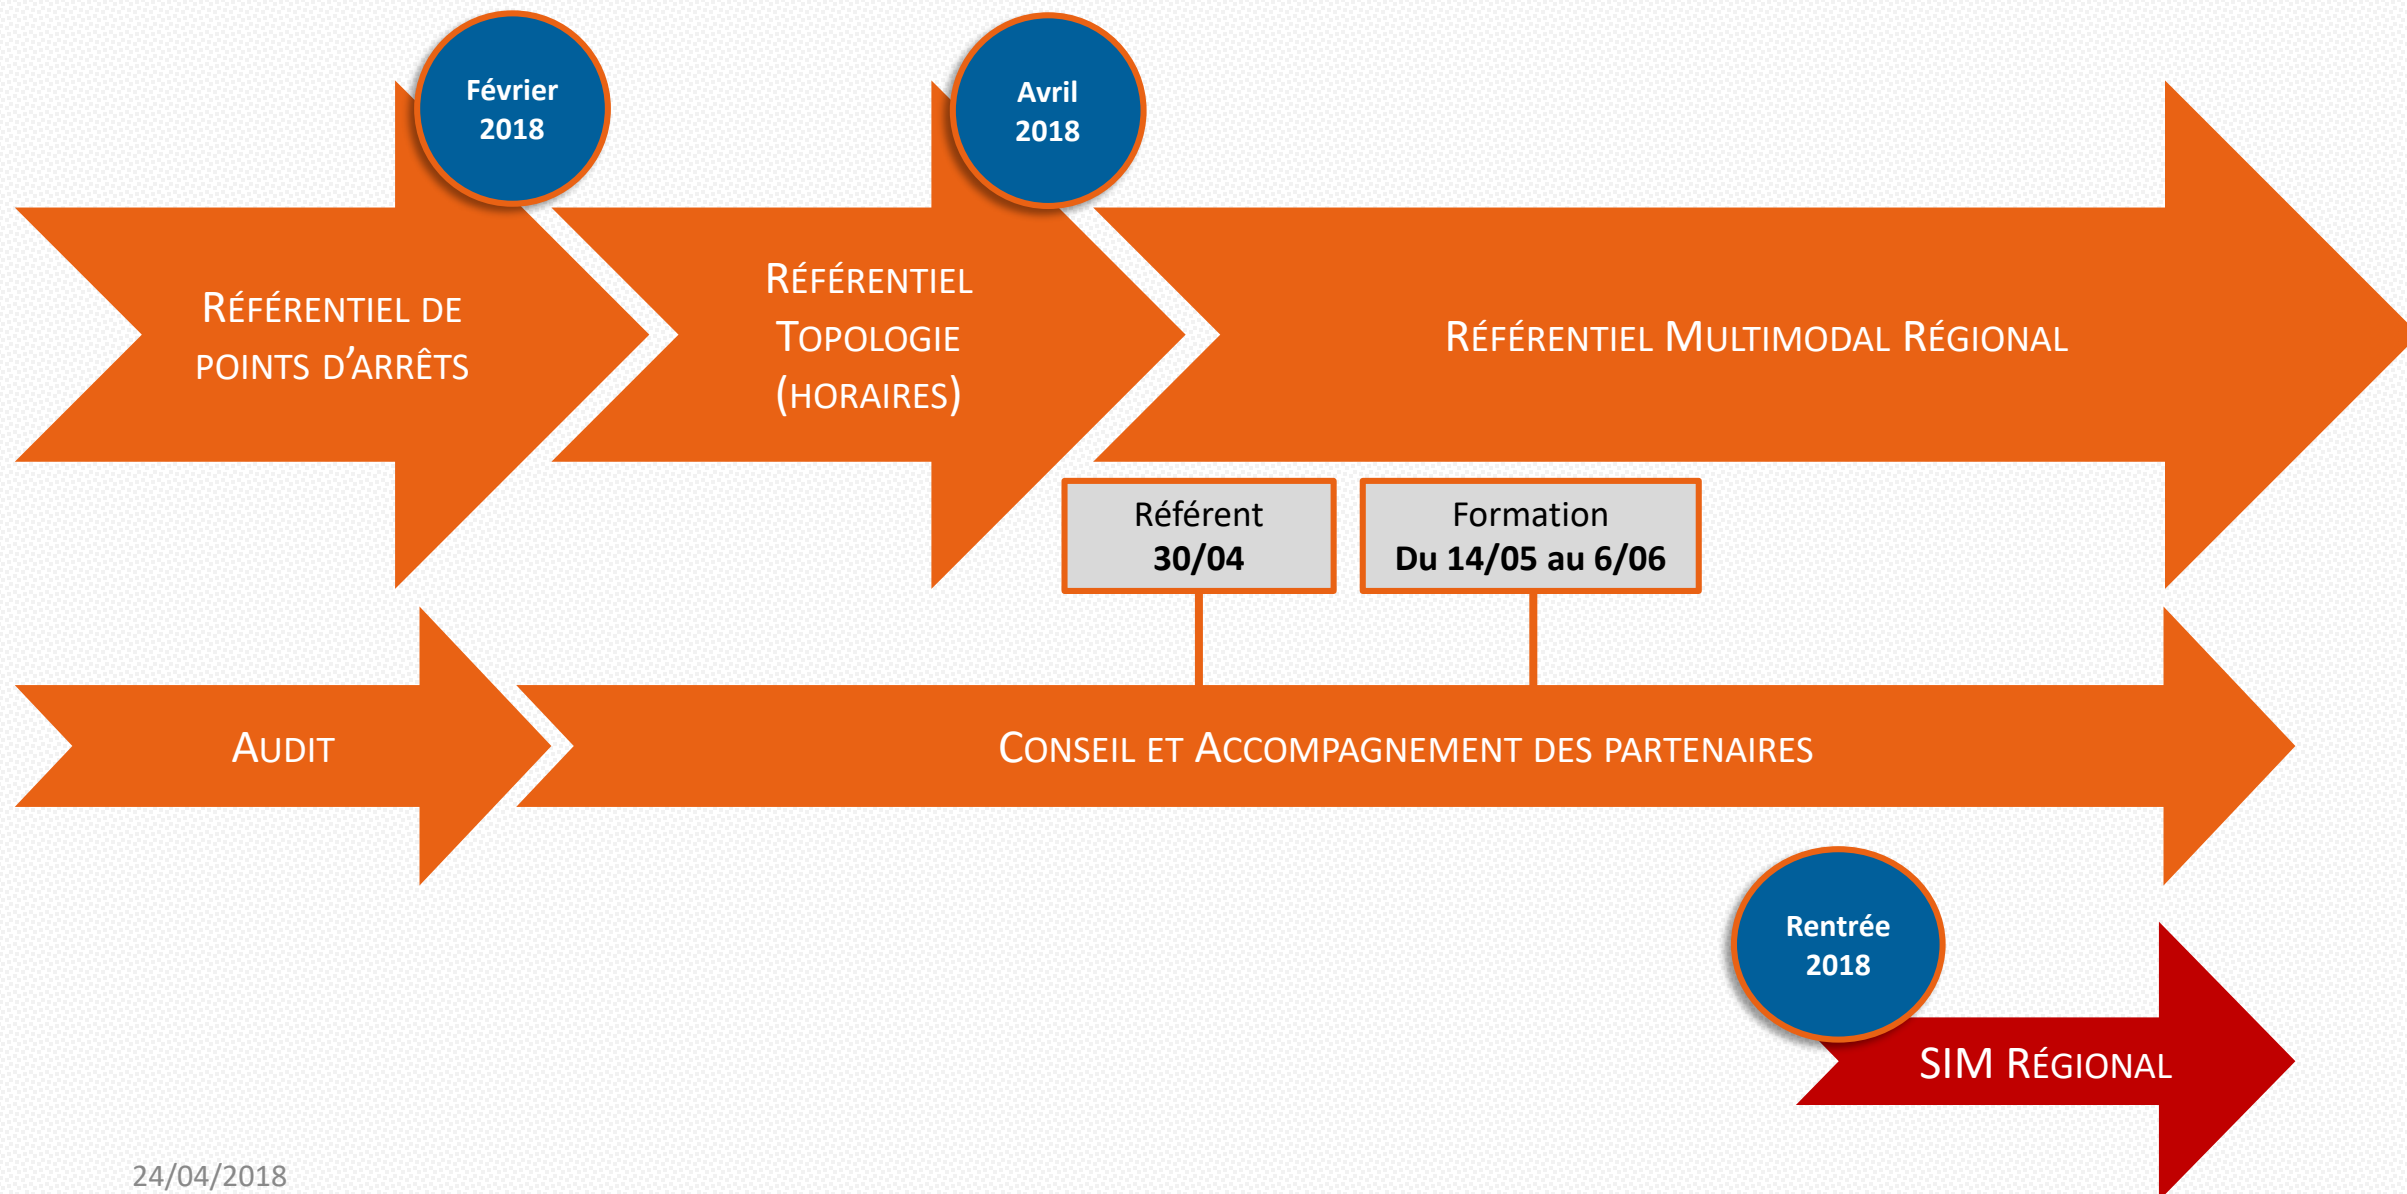 Février
2018
Avril
2018
RÉFÉRENTIEL DE
POINTS D’ARRÊTS
RÉFÉRENTIEL
TOPOLOGIE
(HORAIRES)
RÉFÉRENTIEL MULTIMODAL RÉGIONAL
Référent
30/04
Formation
Du 14/05 au 6/06
AUDIT
CONSEIL ET ACCOMPAGNEMENT DES PARTENAIRES
Rentrée
2018
SIM RÉGIONAL
24/04/2018